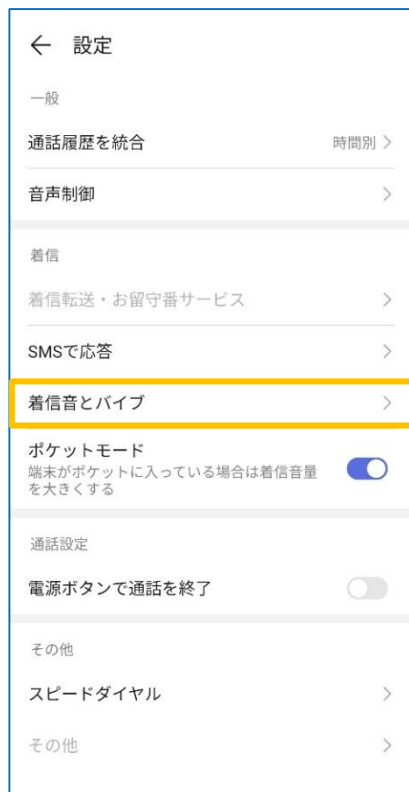 ← 設定
一般
通話履歴を統合 時間別 >
音声制御 >
着信
着信転送・お留守番サービス >
SMSで応答 >
着信音とバイブ >
ポケットモード
端末がポケットに入っている場合は着信音量
を大きくする
通話設定
電源ボタンで通話を終了
その他
スピードダイヤル >
その他 >